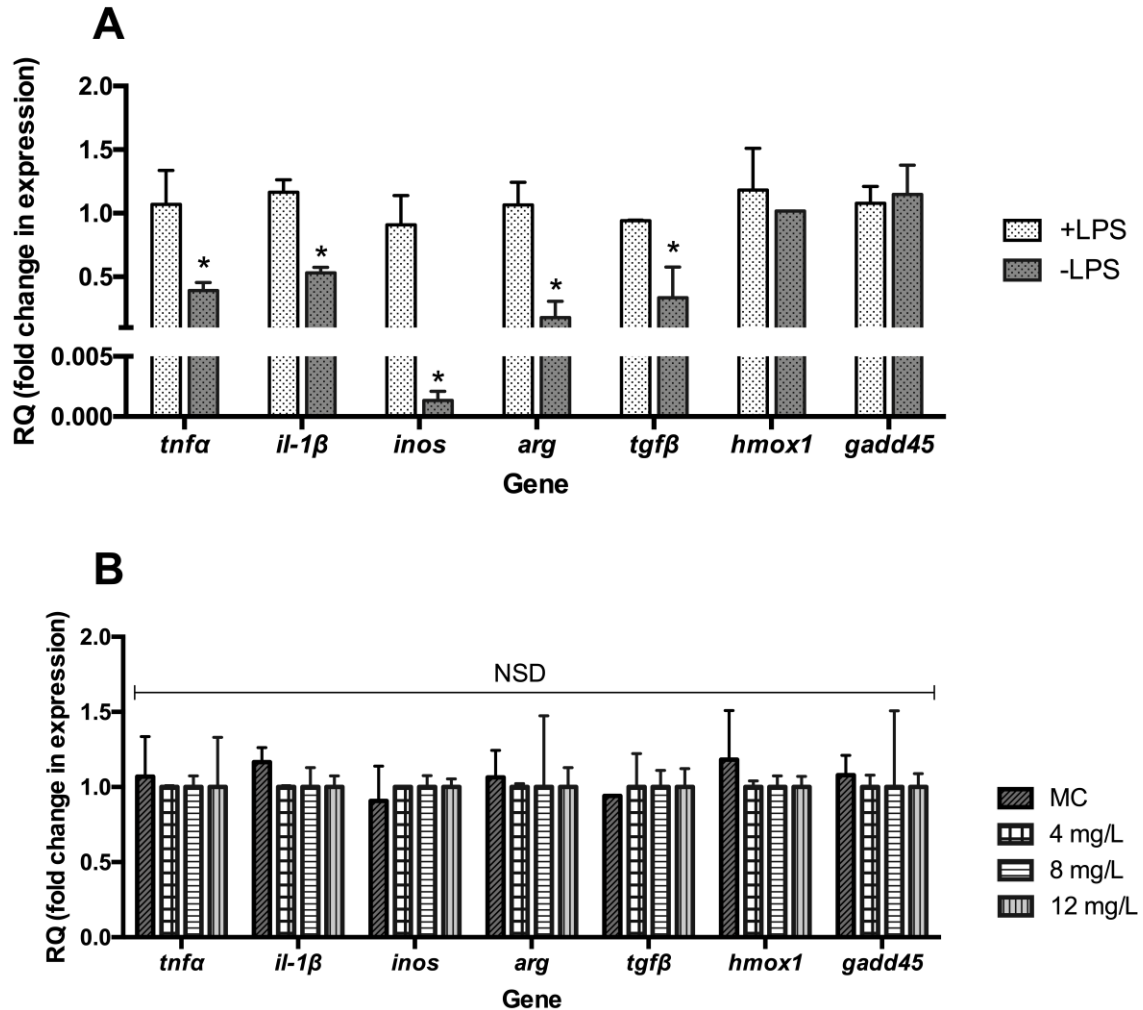 A
RQ (fold change in expression)
2.0
1.5
1.0
0.5
0.005
0.000
* * * * *
tnfα il-1β inos arg tgfβ hmox1 gadd45
Gene
+LPS
-LPS
B
RQ (fold change in expression)
2.0
1.5
1.0
0.5
0.0
NSD
tnfα il-1β inos arg tgfβ hmox1 gadd45
Gene
MC
4 mg/L
8 mg/L
12 mg/L